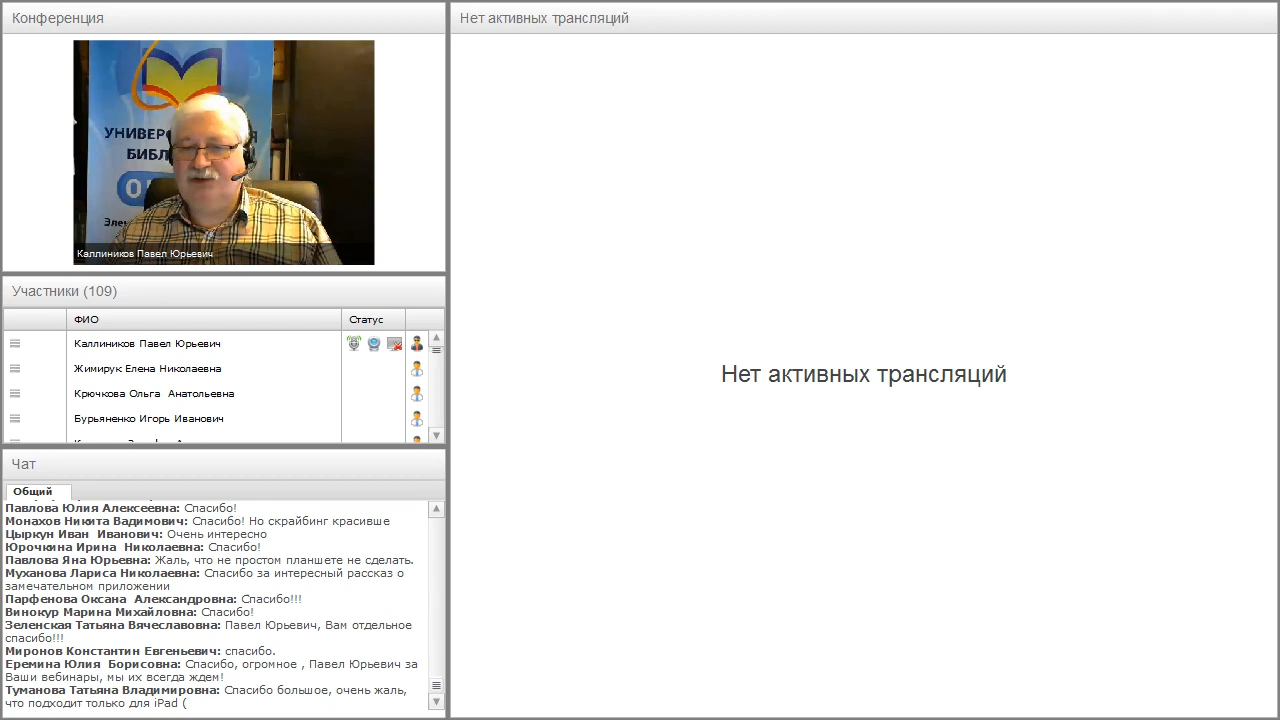 Конференция
Нет активных трансляций
УНИВЕР
БИБЛ
Каллиников Павел Юрьевич
Участники (109)
ФИО
Статус
Каллиников Павел Юрьевич
Жимирук Елена Николаевна
Крючкова Ольга Анатольевна
Бурьяненко Игорь Иванович
Нет активных трансляций
Чат
Общий
Павлова Юлия Алексеевна: Спасибо!
Монахов Никита Вадимович: Спасибо! Но скрайбинг красивше
Цыркун Иван Иванович: Очень интересно
Юрочкина Ирина Николаевна: Спасибо!
Павлова Яна Юрьевна: Жаль, что не простом планшете не сделать.
Муханова Лариса Николаевна: Спасибо за интересный рассказ о
замечательном приложении
Парфенова Оксана Александровна: Спасибо!!!
Винокур Марина Михайловна: Спасибо!
Зеленская Татьяна Вячеславовна: Павел Юрьевич, Вам отдельное
спасибо!!!
Миронов Константин Евгеньевич: спасибо.
Еремина Юлия Борисовна: Спасибо, огромное , Павел Юрьевич за
Ваши вебинары, мы их всегда ждем!
Туманова Татьяна Владимировна: Спасибо большое, очень жаль,
что подходит только для iPad (